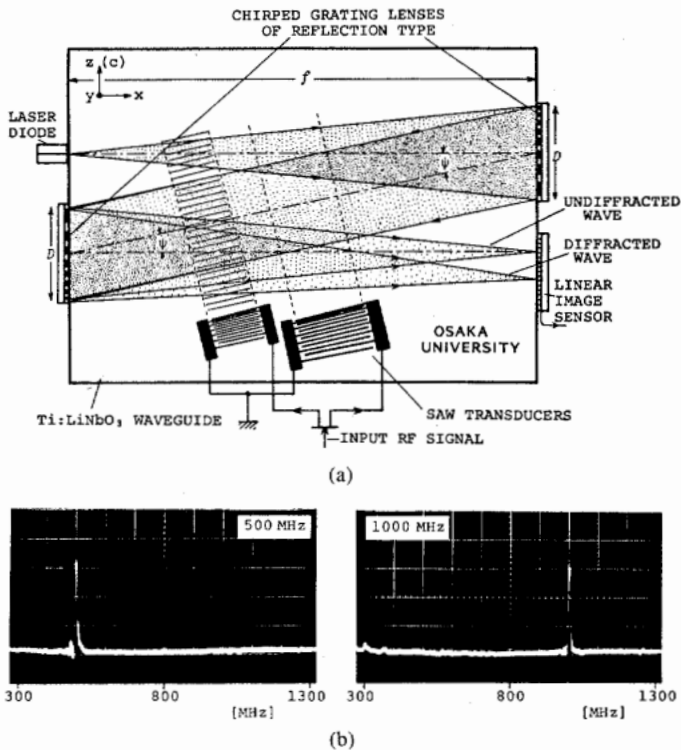 CHIRPED GRATING LENSES
OF REFLECTION TYPE
z (c)
y
x
f
LASER
DIODE
D
ψ
ψ
D
UNDIFFRACTED
WAVE
DIFFRACTED
WAVE
LINEAR
IMAGE
SENSOR
OSAKA
UNIVERSITY
Ti:LiNbO₃ WAVEGUIDE
SAW TRANSDUCERS
INPUT RF SIGNAL
(a)
500 MHz
1000 MHz
300 800 1300
[MHz]
300 800 1300
[MHz]
(b)